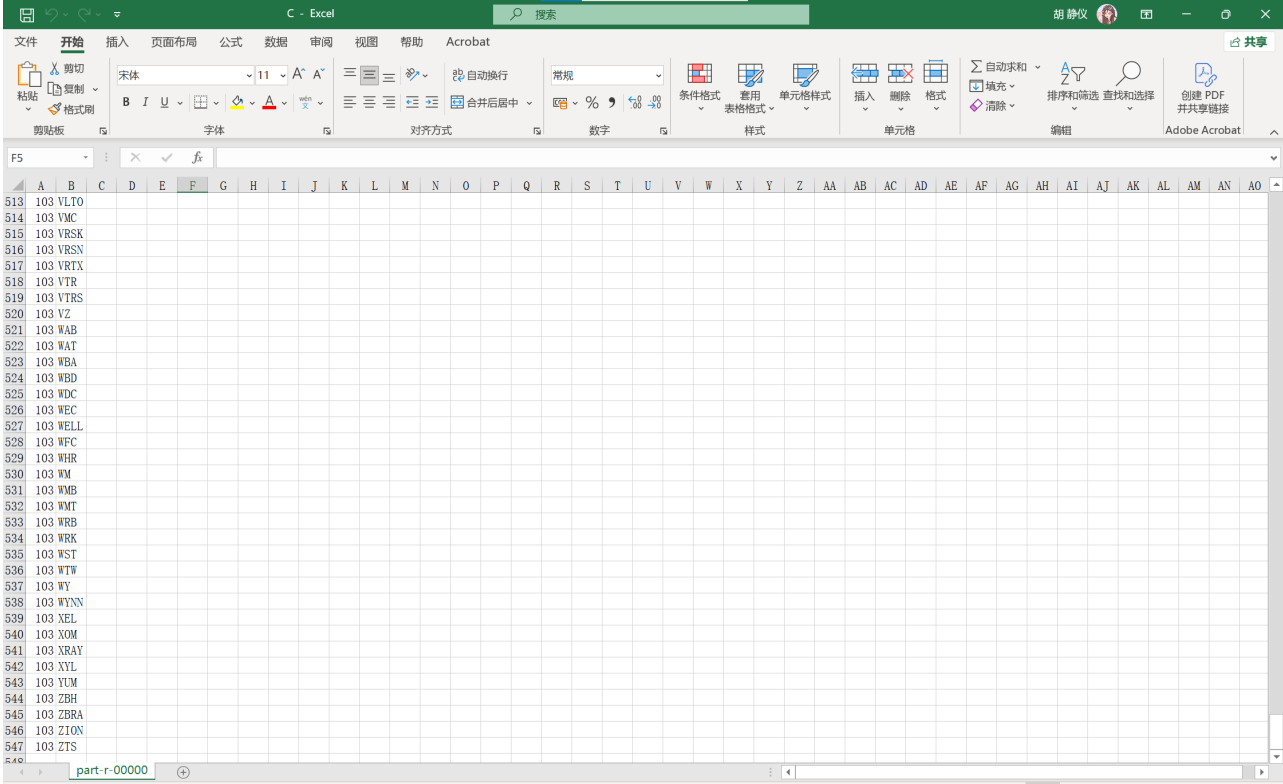 C - Excel
搜索
胡 静仪
文件 开始 插入 页面布局 公式 数据 审阅 视图 帮助 Acrobat
共享
粘贴
剪切
复制
格式刷
剪贴板
宋体 11 A A
B I U A wén
字体
自动换行
合并后居中
对齐方式
常规
% 
数字
条件格式 套用表格格式 单元格样式
样式
插入 删除 格式
单元格
自动求和
填充
清除
排序和筛选 查找和选择
编辑
创建 PDF
并共享链接
Adobe Acrobat
F5 fx
A B C D E F G H I J K L M N O P Q R S T U V W X Y Z AA AB AC AD AE AF AG AH AI AJ AK AL AM AN AO
513 103 VLTO
514 103 VMC
515 103 VRSK
516 103 VRSN
517 103 VRTX
518 103 VTR
519 103 VTRS
520 103 VZ
521 103 WAB
522 103 WAT
523 103 WBA
524 103 WBD
525 103 WDC
526 103 WEC
527 103 WELL
528 103 WFC
529 103 WHR
530 103 WM
531 103 WMB
532 103 WMT
533 103 WRB
534 103 WRK
535 103 WST
536 103 WTW
537 103 WY
538 103 WYNN
539 103 XEL
540 103 XOM
541 103 XRAY
542 103 XYL
543 103 YUM
544 103 ZBH
545 103 ZBRA
546 103 ZION
547 103 ZTS
548
part-r-00000